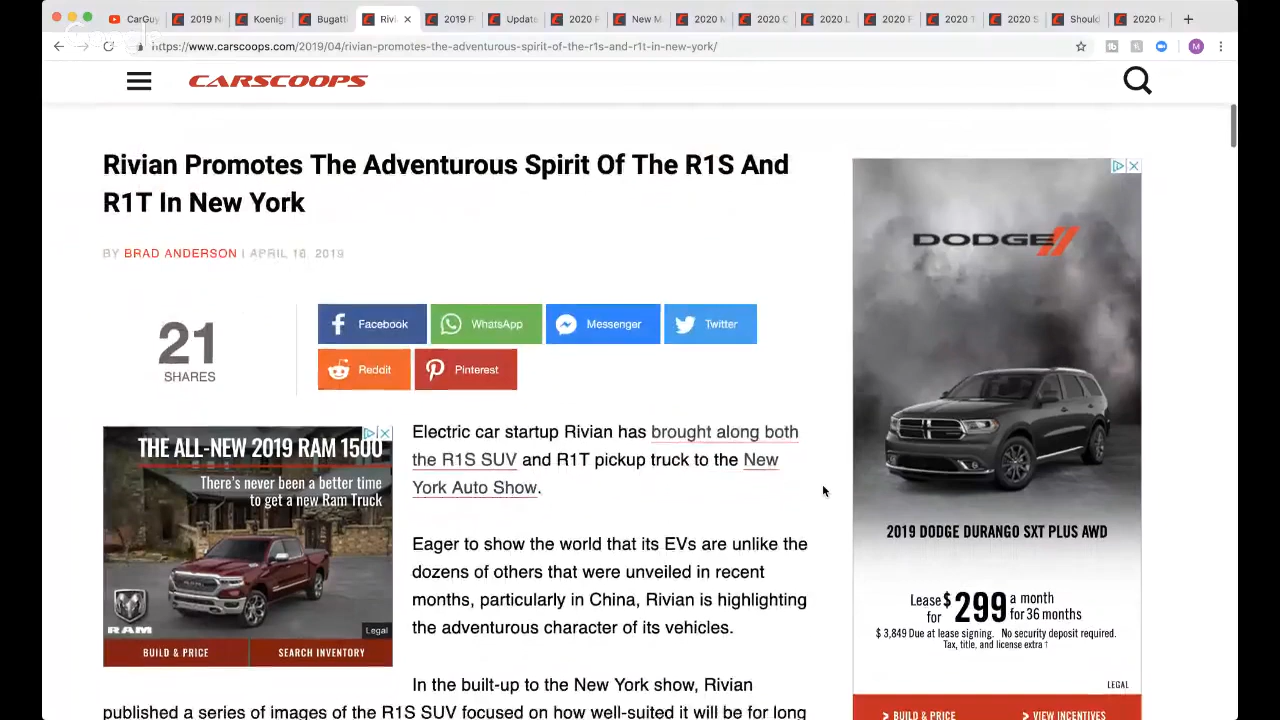 CarGuy
2019 N
Koenig
Bugatti
Rivi
2019 P
Update
2020 F
New M
2020 M
2020 C
2020 L
2020 F
2020 T
2020 S
Should
2020 H
Google
https://www.carscoops.com/2019/04/rivian-promotes-the-adventurous-spirit-of-the-r1s-and-r1t-in-new-york/
M
CARSCOOPS
Rivian Promotes The Adventurous Spirit Of The R1S And
R1T In New York
BY BRAD ANDERSON | APRIL 18, 2019
21
SHARES
Facebook
WhatsApp
Messenger
Twitter
Reddit
Pinterest
THE ALL-NEW 2019 RAM 1500
There's never been a better time
to get a new Ram Truck
RAM
Legal
BUILD & PRICE
SEARCH INVENTORY
Electric car startup Rivian has brought along both
the R1S SUV and R1T pickup truck to the New
York Auto Show.
Eager to show the world that its EVs are unlike the
dozens of others that were unveiled in recent
months, particularly in China, Rivian is highlighting
the adventurous character of its vehicles.
In the built-up to the New York show, Rivian
published a series of images of the R1S SUV focused on how well-suited it will be for long
DODGE
2019 DODGE DURANGO SXT PLUS AWD
Lease for $299 a month for 36 months
$ 3,849 Due at lease signing. No security deposit required.
Tax, title, and license extra †
LEGAL
> BUILD & PRICE
> VIEW INCENTIVES